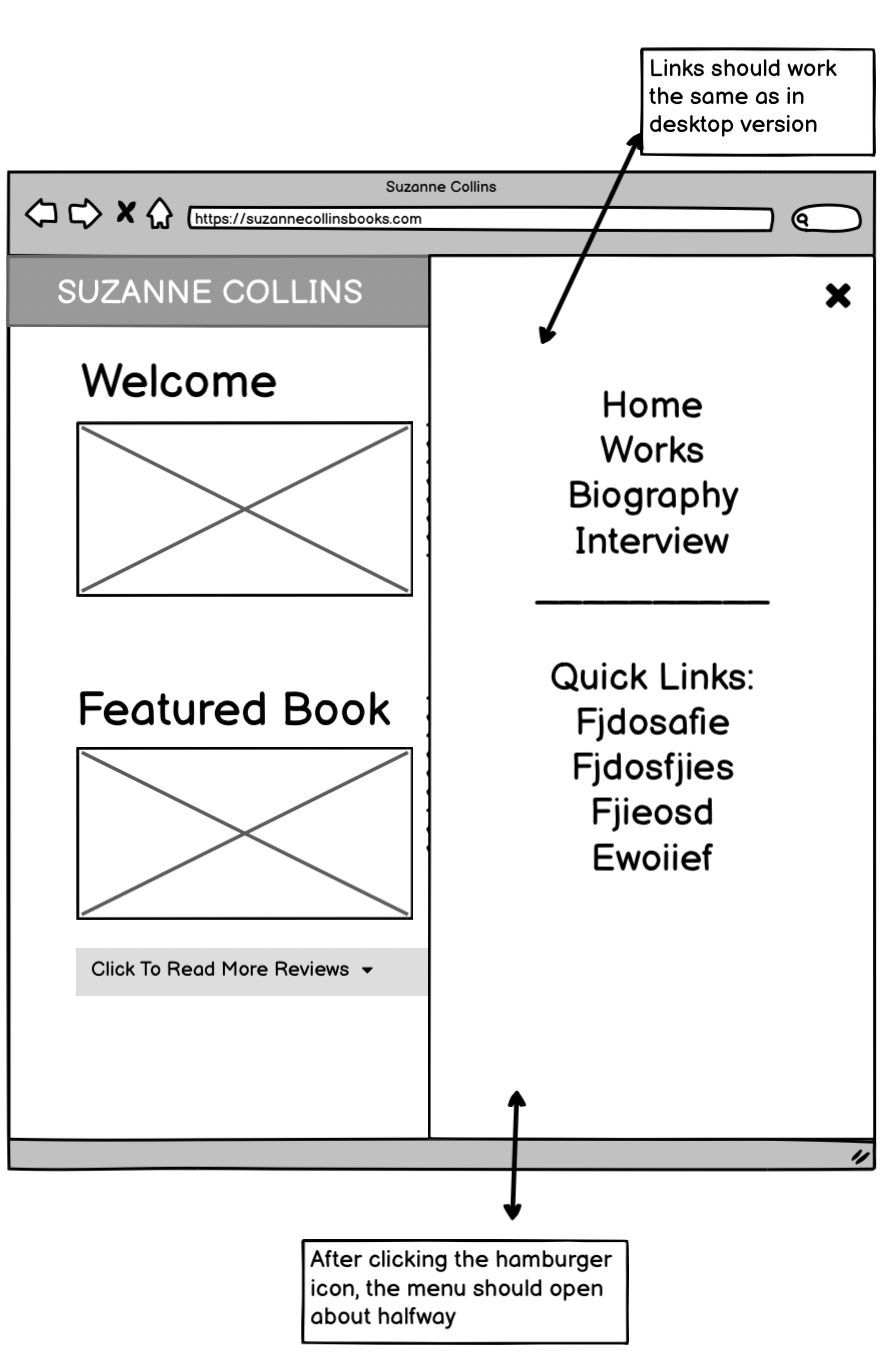 Links should work
the same as in
desktop version
Suzanne Collins
https://suzannecollinsbooks.com
SUZANNE COLLINS
Welcome
Featured Book
Click To Read More Reviews
Home
Works
Biography
Interview
Quick Links:
Fjdosafie
Fjdosfjies
Fjieosd
Ewoiief
After clicking the hamburger
icon, the menu should open
about halfway